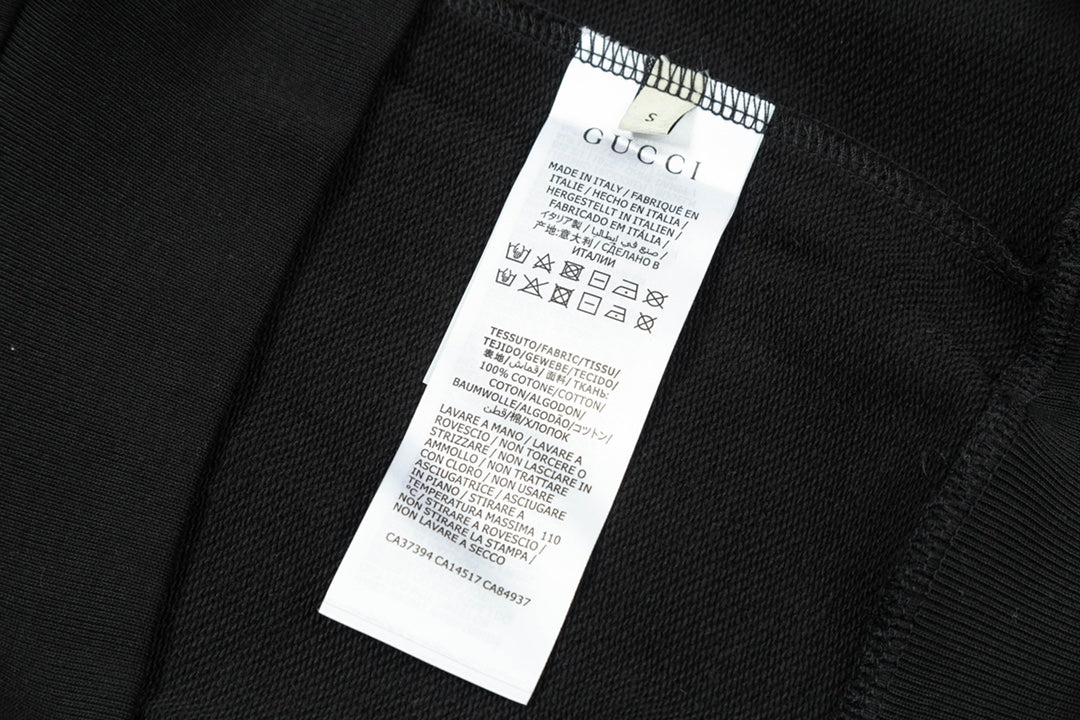 S
GUCCI
MADE IN ITALY / FABRIQUÉ EN
ITALIE / HECHO EN ITALIA /
HERGESTELLT IN ITALIEN /
FABRICADO EM ITÁLIA /
イタリア製 / صنع في إيطاليا /
产地:意大利 / СДЕЛАНО В
ИТАЛИИ
TESSUTO/FABRIC/TISSU/
TEJIDO/GEWEBE/TECIDO/
表地/قماش/ 面料/ ТКАНЬ:
100% COTONE/COTTON/
COTON/ALGODON/
BAUMWOLLE/ALGODÃO/コットン/
قطن/棉/ХЛОПОК
LAVARE A MANO / LAVARE A
ROVESCIO / NON TORCERE O
STRIZZARE / NON LASCIARE IN
AMMOLLO / NON TRATTARE
CON CLORO / NON USARE
ASCIUGATRICE / ASCIUGARE
IN PIANO / STIRARE A
TEMPERATURA MASSIMA 110
°C / STIRARE A ROVESCIO /
NON STIRARE LA STAMPA /
NON LAVARE A SECCO
CA37394 CA14517 CA84937